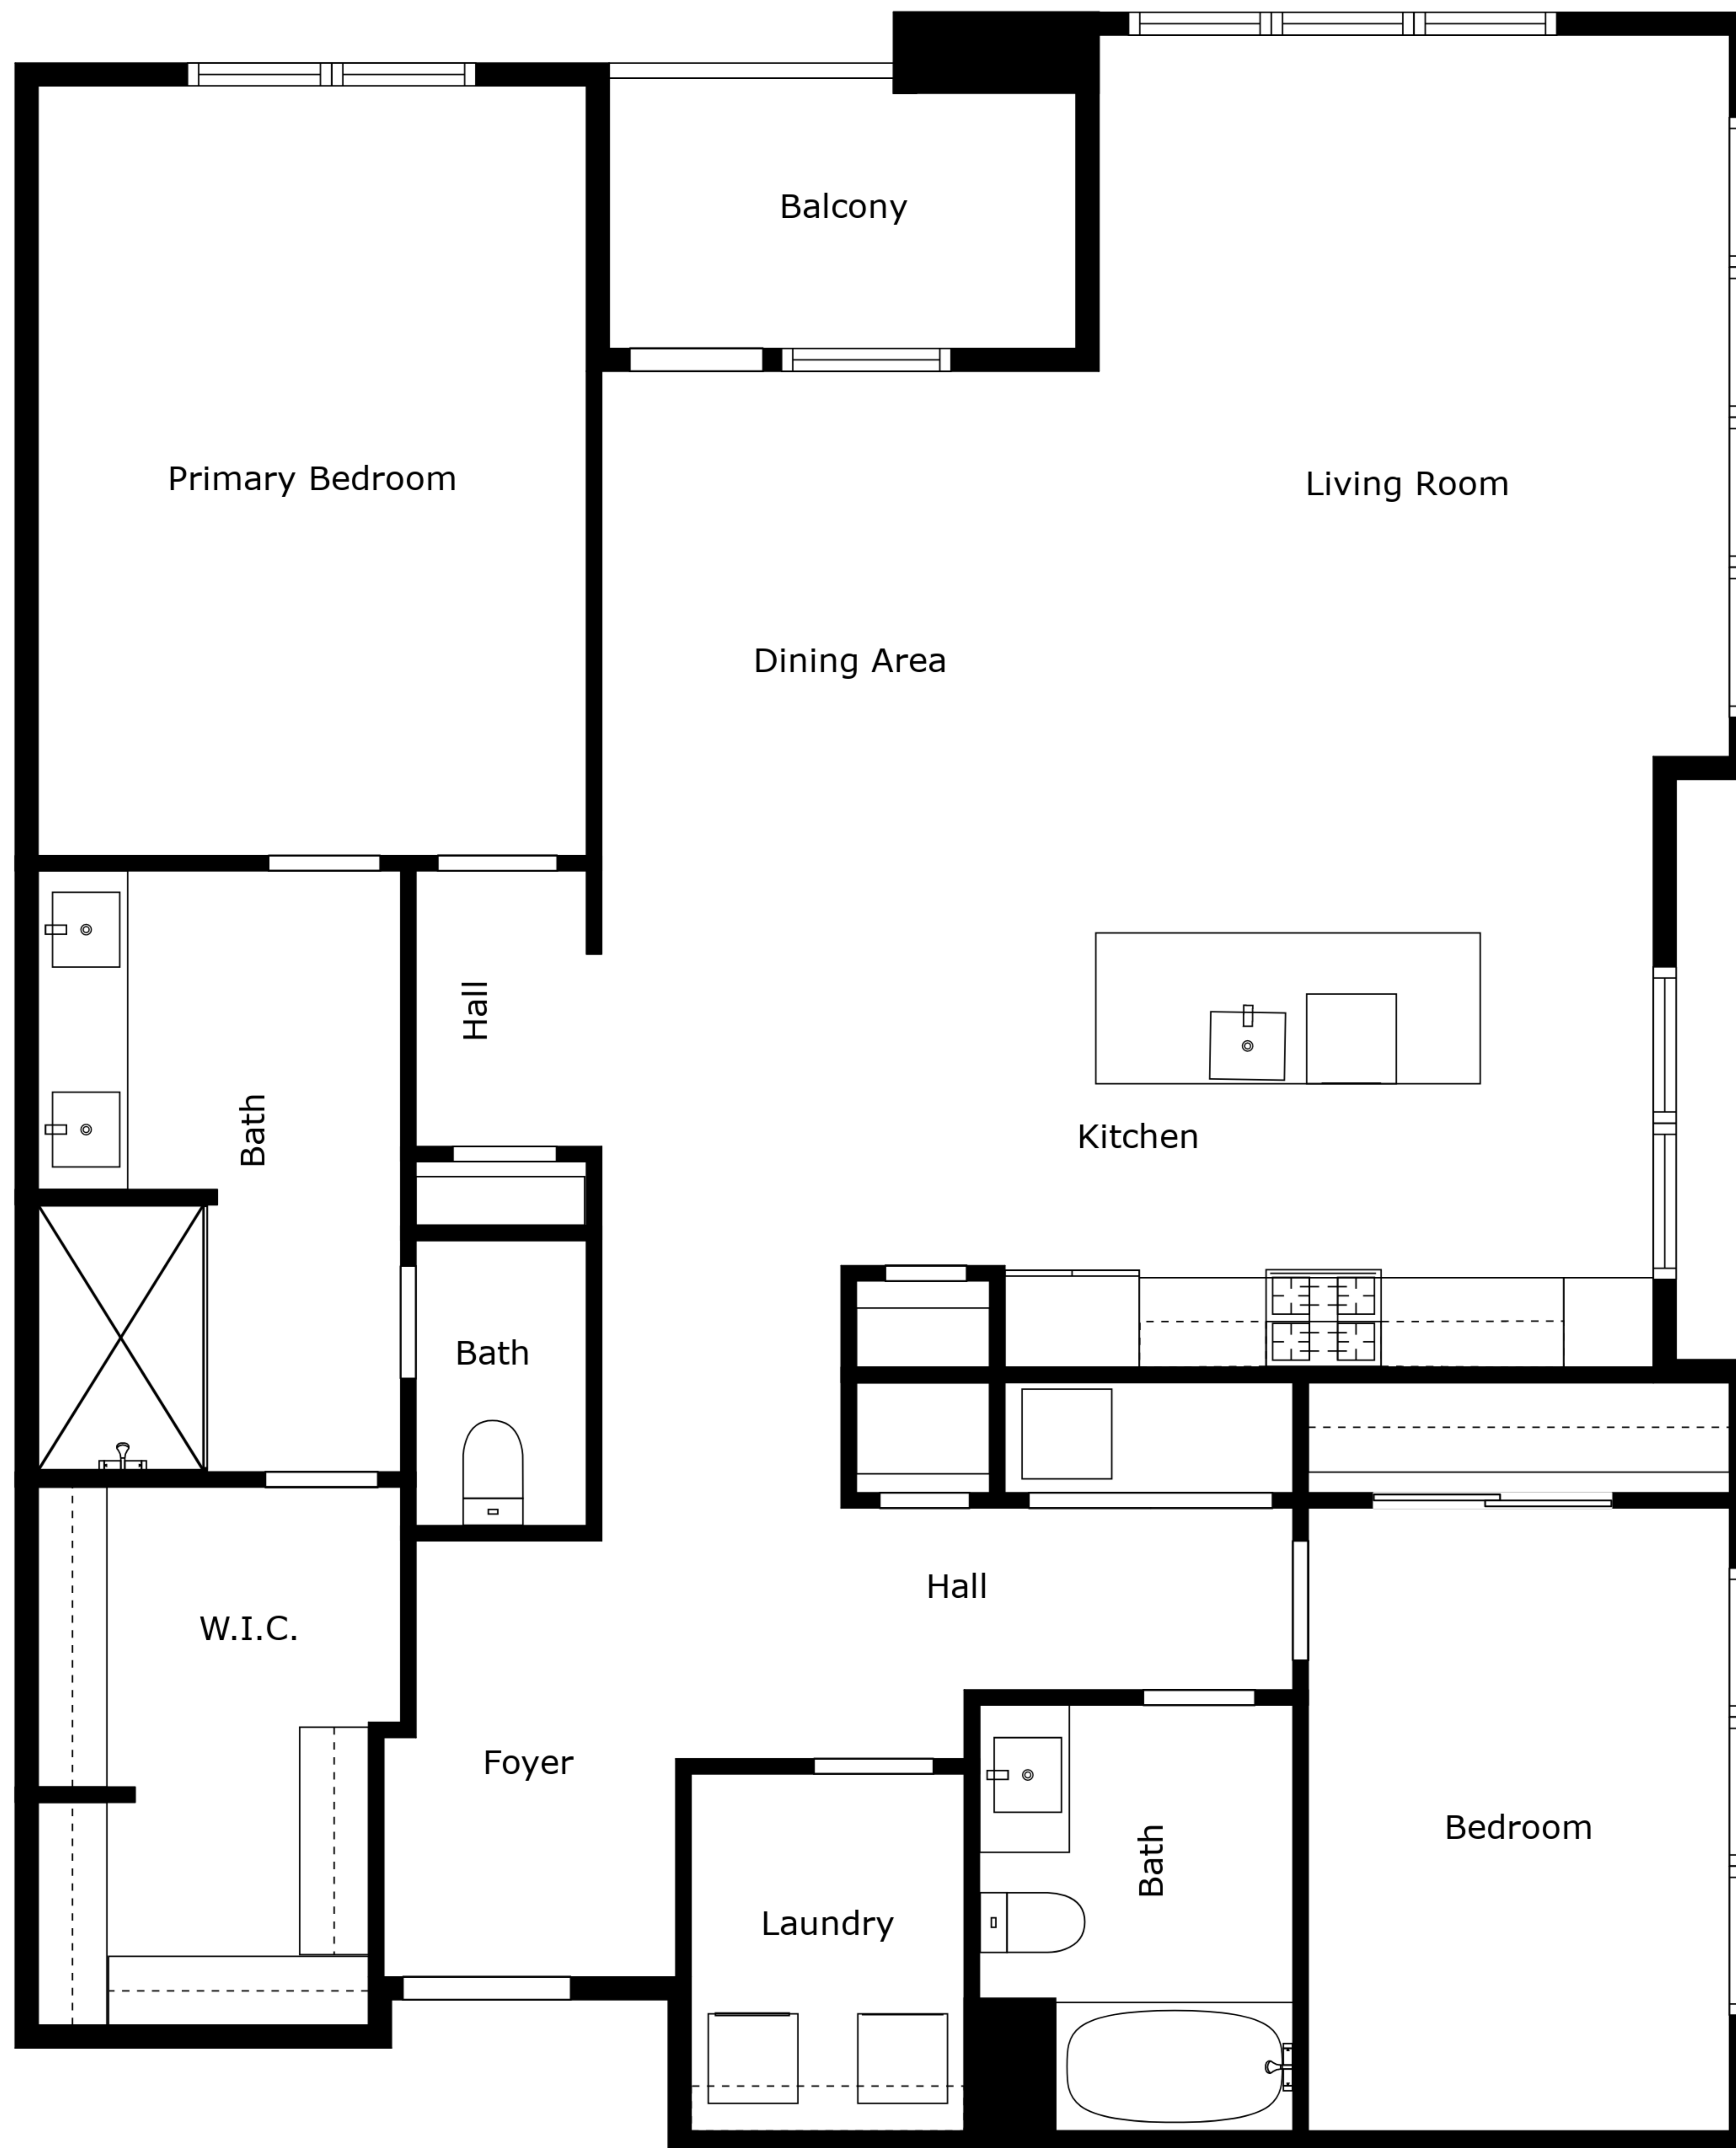 Balcony
Primary Bedroom
Living Room
Dining Area
Hall
Bath
Kitchen
Bath
Hall
W.I.C.
Foyer
Bedroom
Bath
Laundry